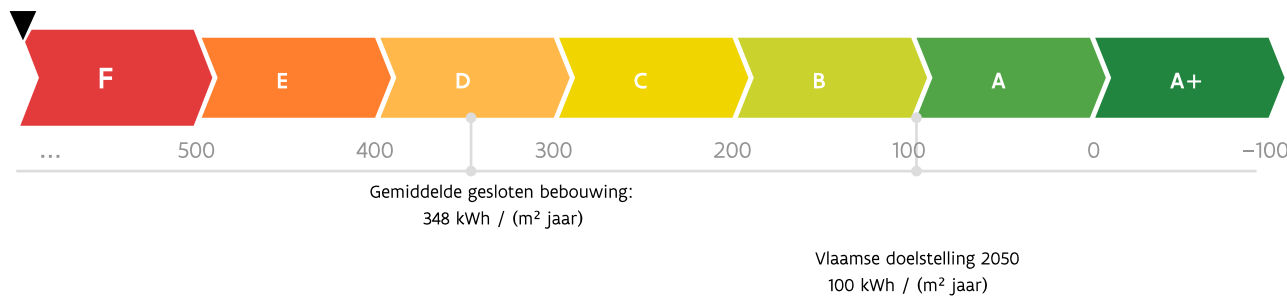 F E D C B A A+
... 500 400 300 200 100 0 –100
Gemiddelde gesloten bebouwing:
348 kWh / (m² jaar)
Vlaamse doelstelling 2050
100 kWh / (m² jaar)